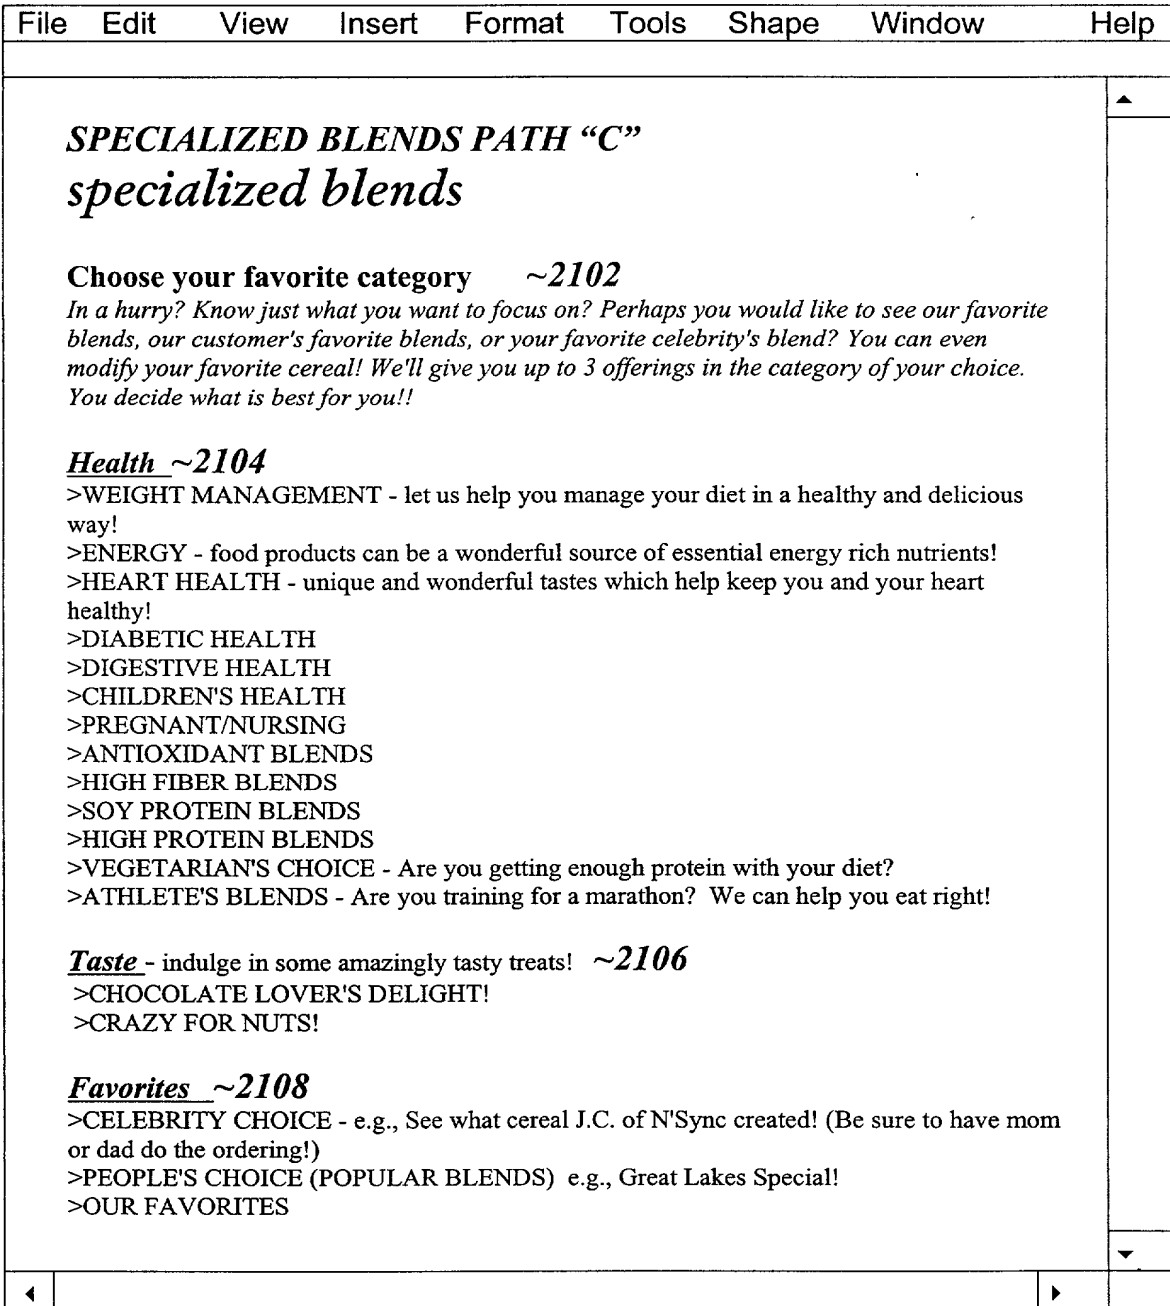 File Edit View Insert Format Tools Shape Window Help
SPECIALIZED BLENDS PATH “C”
specialized blends
Choose your favorite category ~2102
In a hurry? Know just what you want to focus on? Perhaps you would like to see our favorite
blends, our customer's favorite blends, or your favorite celebrity's blend? You can even
modify your favorite cereal! We'll give you up to 3 offerings in the category of your choice.
You decide what is best for you!!
Health ~2104
>WEIGHT MANAGEMENT - let us help you manage your diet in a healthy and delicious
way!
>ENERGY - food products can be a wonderful source of essential energy rich nutrients!
>HEART HEALTH - unique and wonderful tastes which help keep you and your heart
healthy!
>DIABETIC HEALTH
>DIGESTIVE HEALTH
>CHILDREN'S HEALTH
>PREGNANT/NURSING
>ANTIOXIDANT BLENDS
>HIGH FIBER BLENDS
>SOY PROTEIN BLENDS
>HIGH PROTEIN BLENDS
>VEGETARIAN'S CHOICE - Are you getting enough protein with your diet?
>ATHLETE'S BLENDS - Are you training for a marathon? We can help you eat right!
Taste - indulge in some amazingly tasty treats! ~2106
>CHOCOLATE LOVER'S DELIGHT!
>CRAZY FOR NUTS!
Favorites ~2108
>CELEBRITY CHOICE - e.g., See what cereal J.C. of N'Sync created! (Be sure to have mom
or dad do the ordering!)
>PEOPLE'S CHOICE (POPULAR BLENDS) e.g., Great Lakes Special!
>OUR FAVORITES